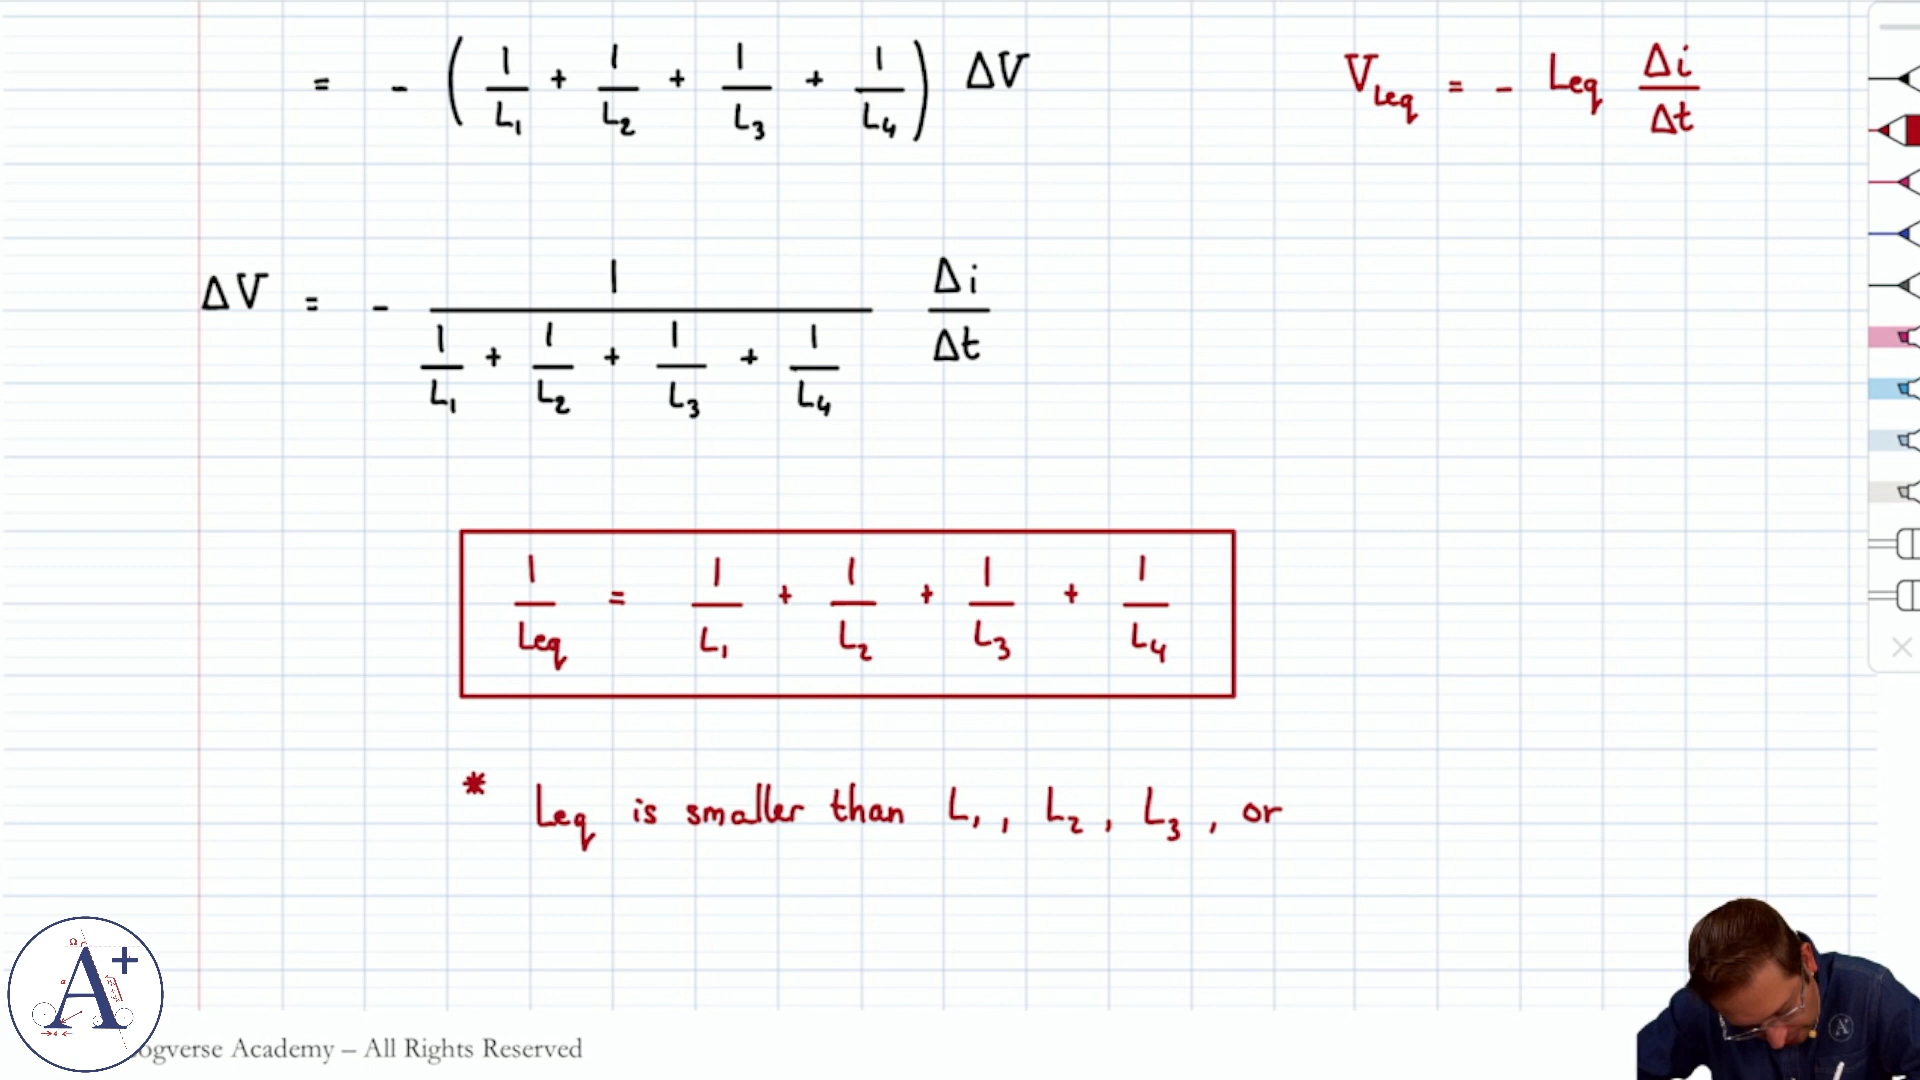 = - ( 1/L₁ + 1/L₂ + 1/L₃ + 1/L₄ ) ΔV
V_Leq = - Leq Δi/Δt
ΔV = - 1/(1/L₁ + 1/L₂ + 1/L₃ + 1/L₄) Δi/Δt
1/Leq = 1/L₁ + 1/L₂ + 1/L₃ + 1/L₄
* Leq is smaller than L₁, L₂, L₃, or
A+
ogverse Academy – All Rights Reserved